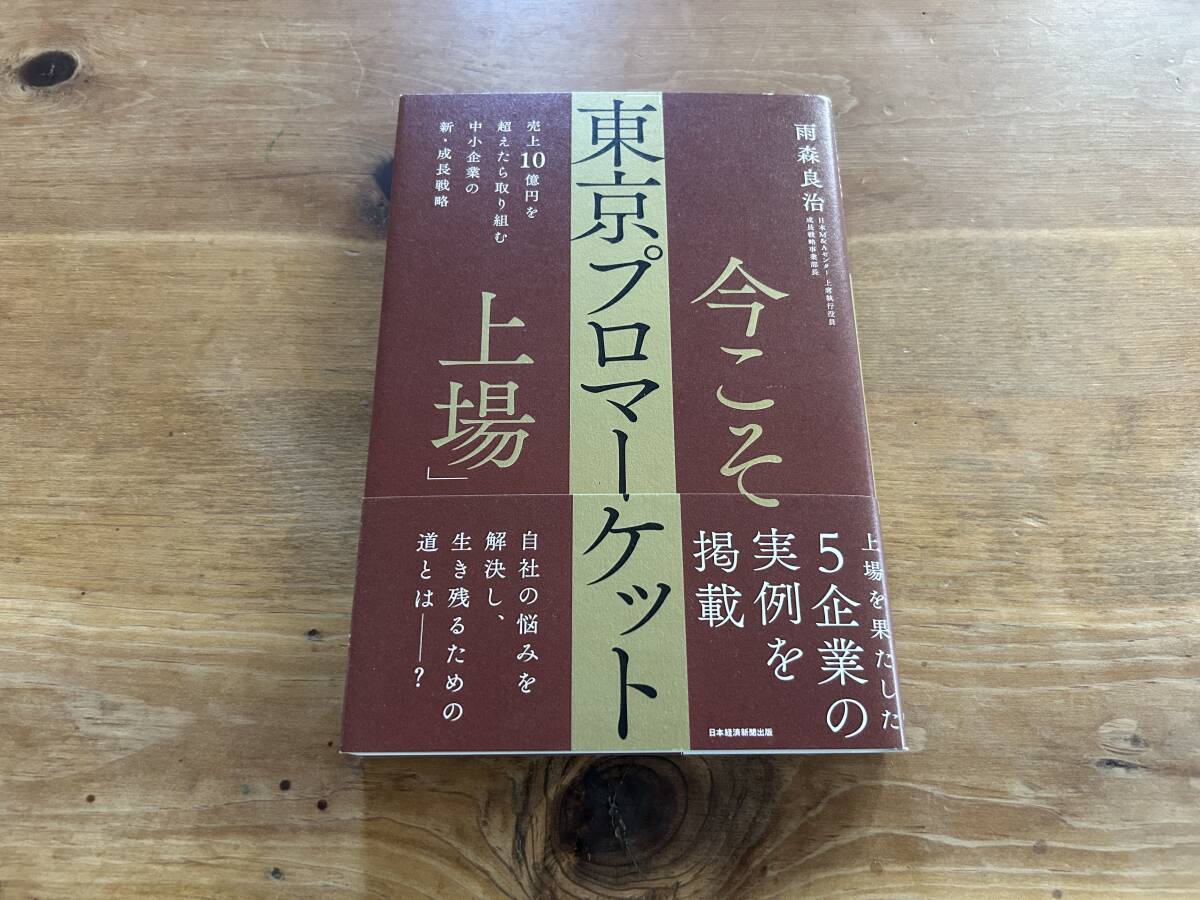 雨森良治
日本M&Aセンター 上席執行役員
成長戦略事業部長
今こそ
東京プロマーケット
上場」
売上10億円を
超えたら取り組む
中小企業の
新・成長戦略
上場を果たした
5企業の
実例を
掲載
自社の悩みを
解決し、
生き残るための
道とは――?
日本経済新聞出版